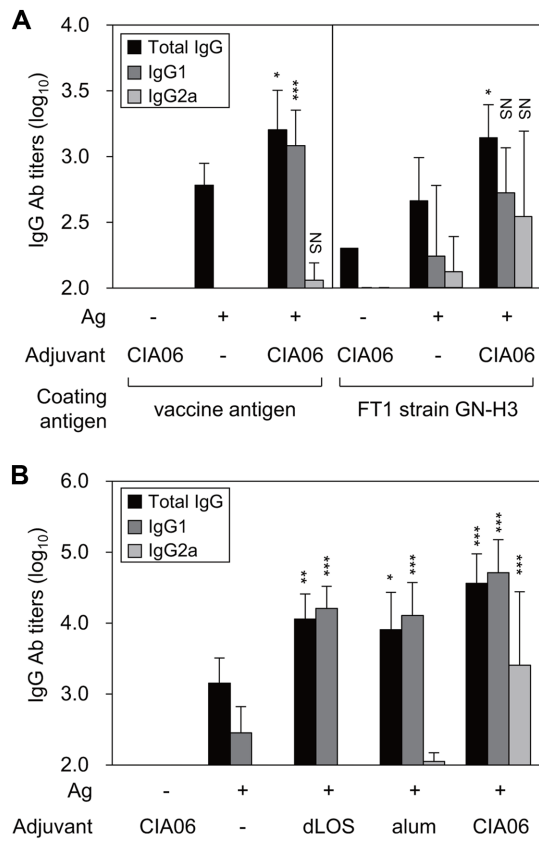 A
4.0
3.5
3.0
2.5
2.0
IgG Ab titers (log10)
Total IgG
IgG1
IgG2a
* *** NS * NS NS
Ag - + + - + +
Adjuvant CIA06 - CIA06 CIA06 - CIA06
Coating antigen
vaccine antigen FT1 strain GN-H3
B
6.0
5.0
4.0
3.0
2.0
IgG Ab titers (log10)
Total IgG
IgG1
IgG2a
** *** * *** *** *** ***
Ag - + + + +
Adjuvant CIA06 - dLOS alum CIA06